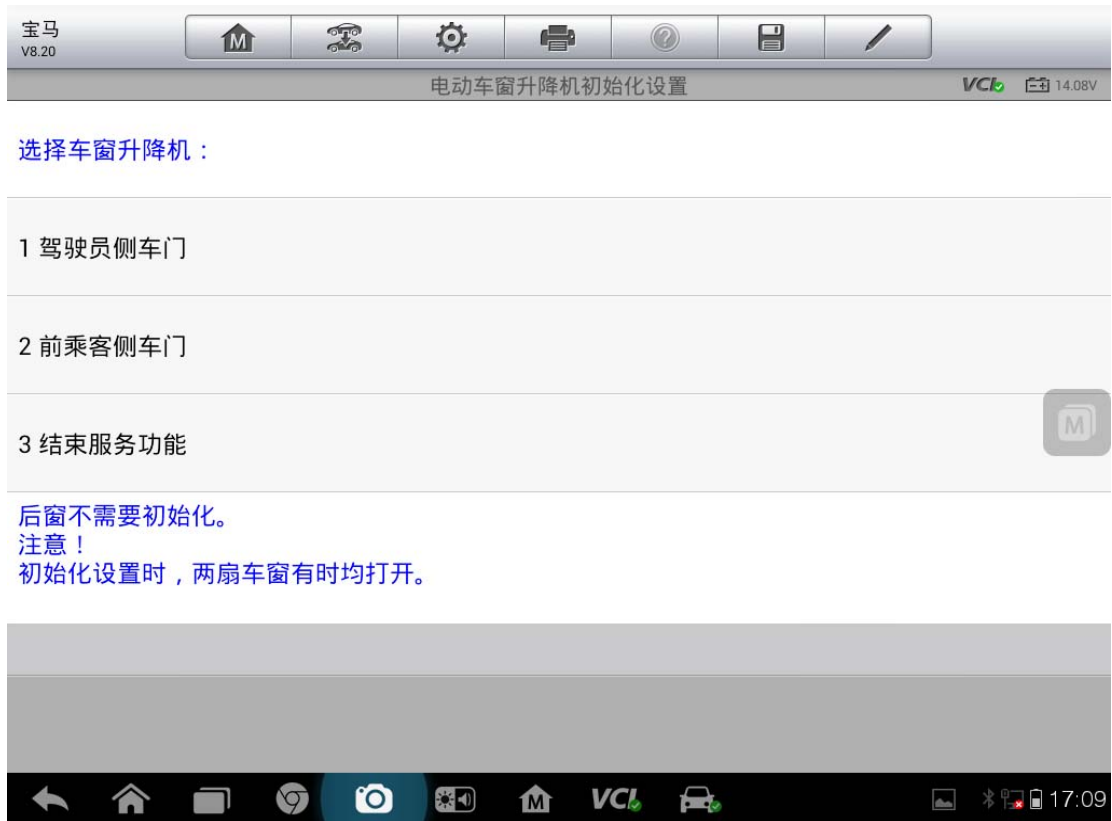 宝马
V8.20
M
电动车窗升降机初始化设置
VCI
14.08V
选择车窗升降机：
1 驾驶员侧车门
2 前乘客侧车门
M
3 结束服务功能
后窗不需要初始化。
注意！
初始化设置时，两扇车窗有时均打开。
M
VCI
17:09